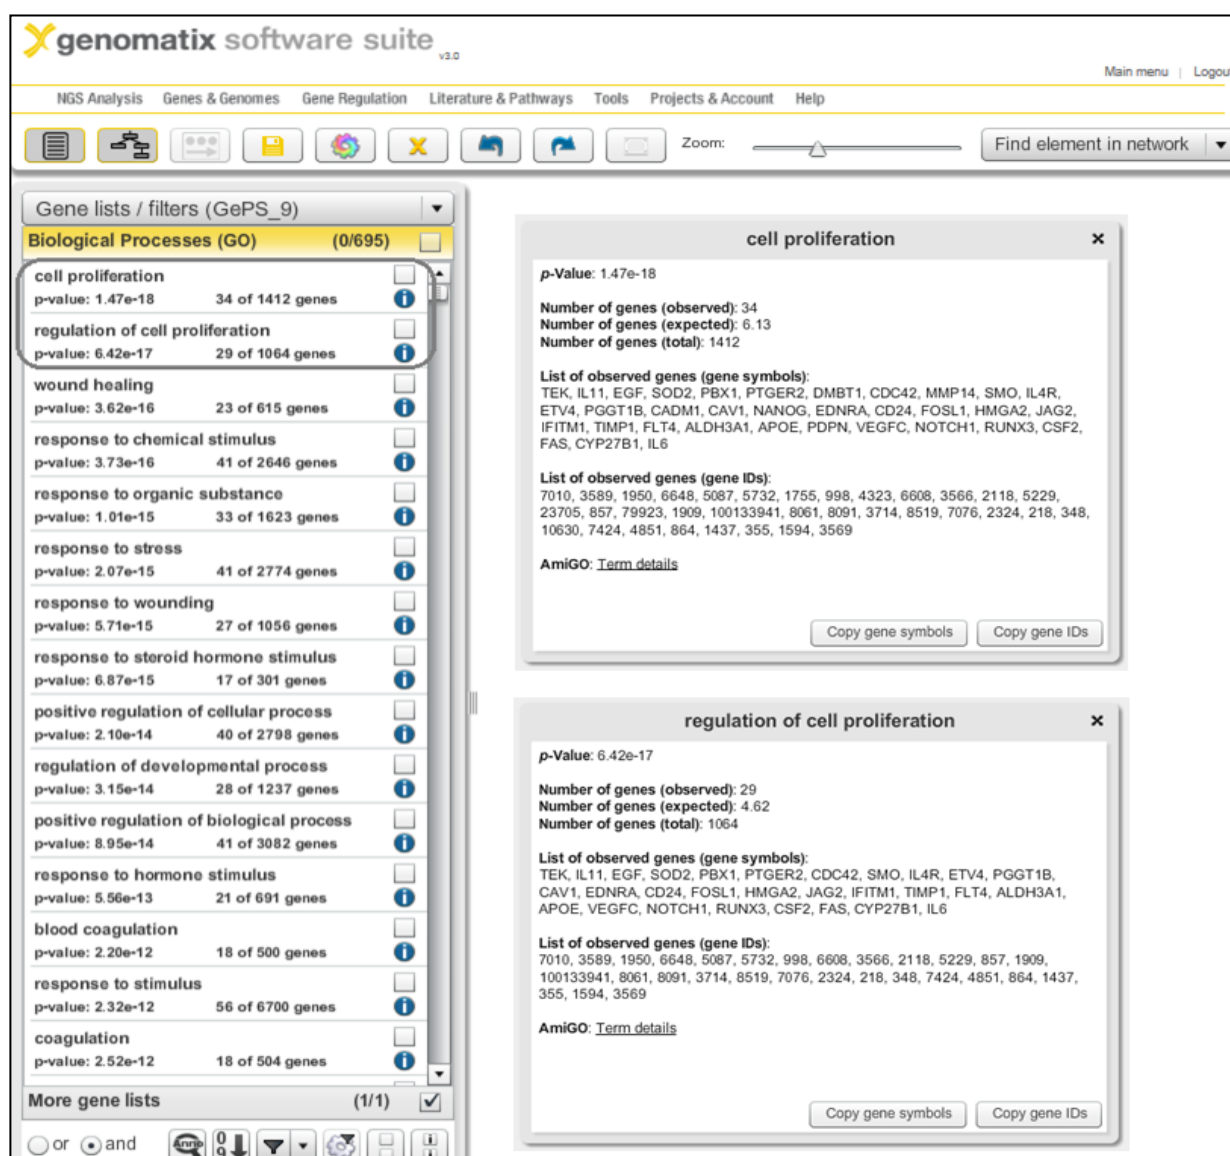 genomatix software suite v3.0
Main menu | Logou
NGS Analysis Genes & Genomes Gene Regulation Literature & Pathways Tools Projects & Account Help
Zoom: Find element in network
Gene lists / filters (GePS_9)
Biological Processes (GO) (0/695)
cell proliferation
p-value: 1.47e-18 34 of 1412 genes
regulation of cell proliferation
p-value: 6.42e-17 29 of 1064 genes
wound healing
p-value: 3.62e-16 23 of 615 genes
response to chemical stimulus
p-value: 3.73e-16 41 of 2646 genes
response to organic substance
p-value: 1.01e-15 33 of 1623 genes
response to stress
p-value: 2.07e-15 41 of 2774 genes
response to wounding
p-value: 5.71e-15 27 of 1056 genes
response to steroid hormone stimulus
p-value: 6.87e-15 17 of 301 genes
positive regulation of cellular process
p-value: 2.10e-14 40 of 2798 genes
regulation of developmental process
p-value: 3.15e-14 28 of 1237 genes
positive regulation of biological process
p-value: 8.95e-14 41 of 3082 genes
response to hormone stimulus
p-value: 5.56e-13 21 of 691 genes
blood coagulation
p-value: 2.20e-12 18 of 500 genes
response to stimulus
p-value: 2.32e-12 56 of 6700 genes
coagulation
p-value: 2.52e-12 18 of 504 genes
More gene lists (1/1)
or and Anno 0 9
cell proliferation
p-Value: 1.47e-18
Number of genes (observed): 34
Number of genes (expected): 6.13
Number of genes (total): 1412
List of observed genes (gene symbols):
TEK, IL11, EGF, SOD2, PBX1, PTGER2, DMBT1, CDC42, MMP14, SMO, IL4R,
ETV4, PGGT1B, CADM1, CAV1, NANOG, EDNRA, CD24, FOSL1, HMGA2, JAG2,
IFITM1, TIMP1, FLT4, ALDH3A1, APOE, PDPN, VEGFC, NOTCH1, RUNX3, CSF2,
FAS, CYP27B1, IL6
List of observed genes (gene IDs):
7010, 3589, 1950, 6648, 5087, 5732, 1755, 998, 4323, 6608, 3566, 2118, 5229,
23705, 857, 79923, 1909, 100133941, 8061, 8091, 3714, 8519, 7076, 2324, 218, 348,
10630, 7424, 4851, 864, 1437, 355, 1594, 3569
AmiGO: Term details
Copy gene symbols Copy gene IDs
regulation of cell proliferation
p-Value: 6.42e-17
Number of genes (observed): 29
Number of genes (expected): 4.62
Number of genes (total): 1064
List of observed genes (gene symbols):
TEK, IL11, EGF, SOD2, PBX1, PTGER2, CDC42, SMO, IL4R, ETV4, PGGT1B,
CAV1, EDNRA, CD24, FOSL1, HMGA2, JAG2, IFITM1, TIMP1, FLT4, ALDH3A1,
APOE, VEGFC, NOTCH1, RUNX3, CSF2, FAS, CYP27B1, IL6
List of observed genes (gene IDs):
7010, 3589, 1950, 6648, 5087, 5732, 998, 6608, 3566, 2118, 5229, 857, 1909,
100133941, 8061, 8091, 3714, 8519, 7076, 2324, 218, 348, 7424, 4851, 864, 1437,
355, 1594, 3569
AmiGO: Term details
Copy gene symbols Copy gene IDs